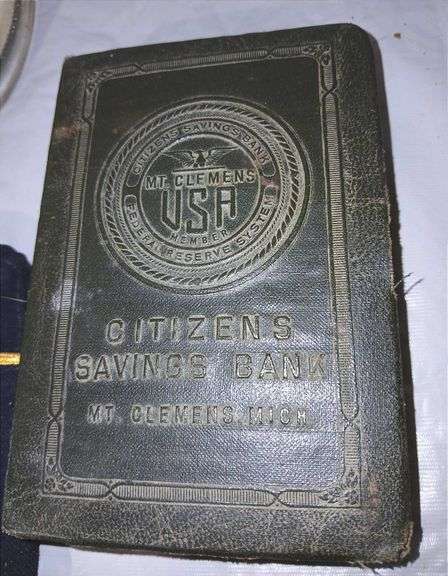 CITIZENS SAVINGS BANK
MT. CLEMENS
USA
MEMBER
FEDERAL RESERVE SYSTEM
CITIZENS
SAVINGS BANK
MT. CLEMENS, MICH.